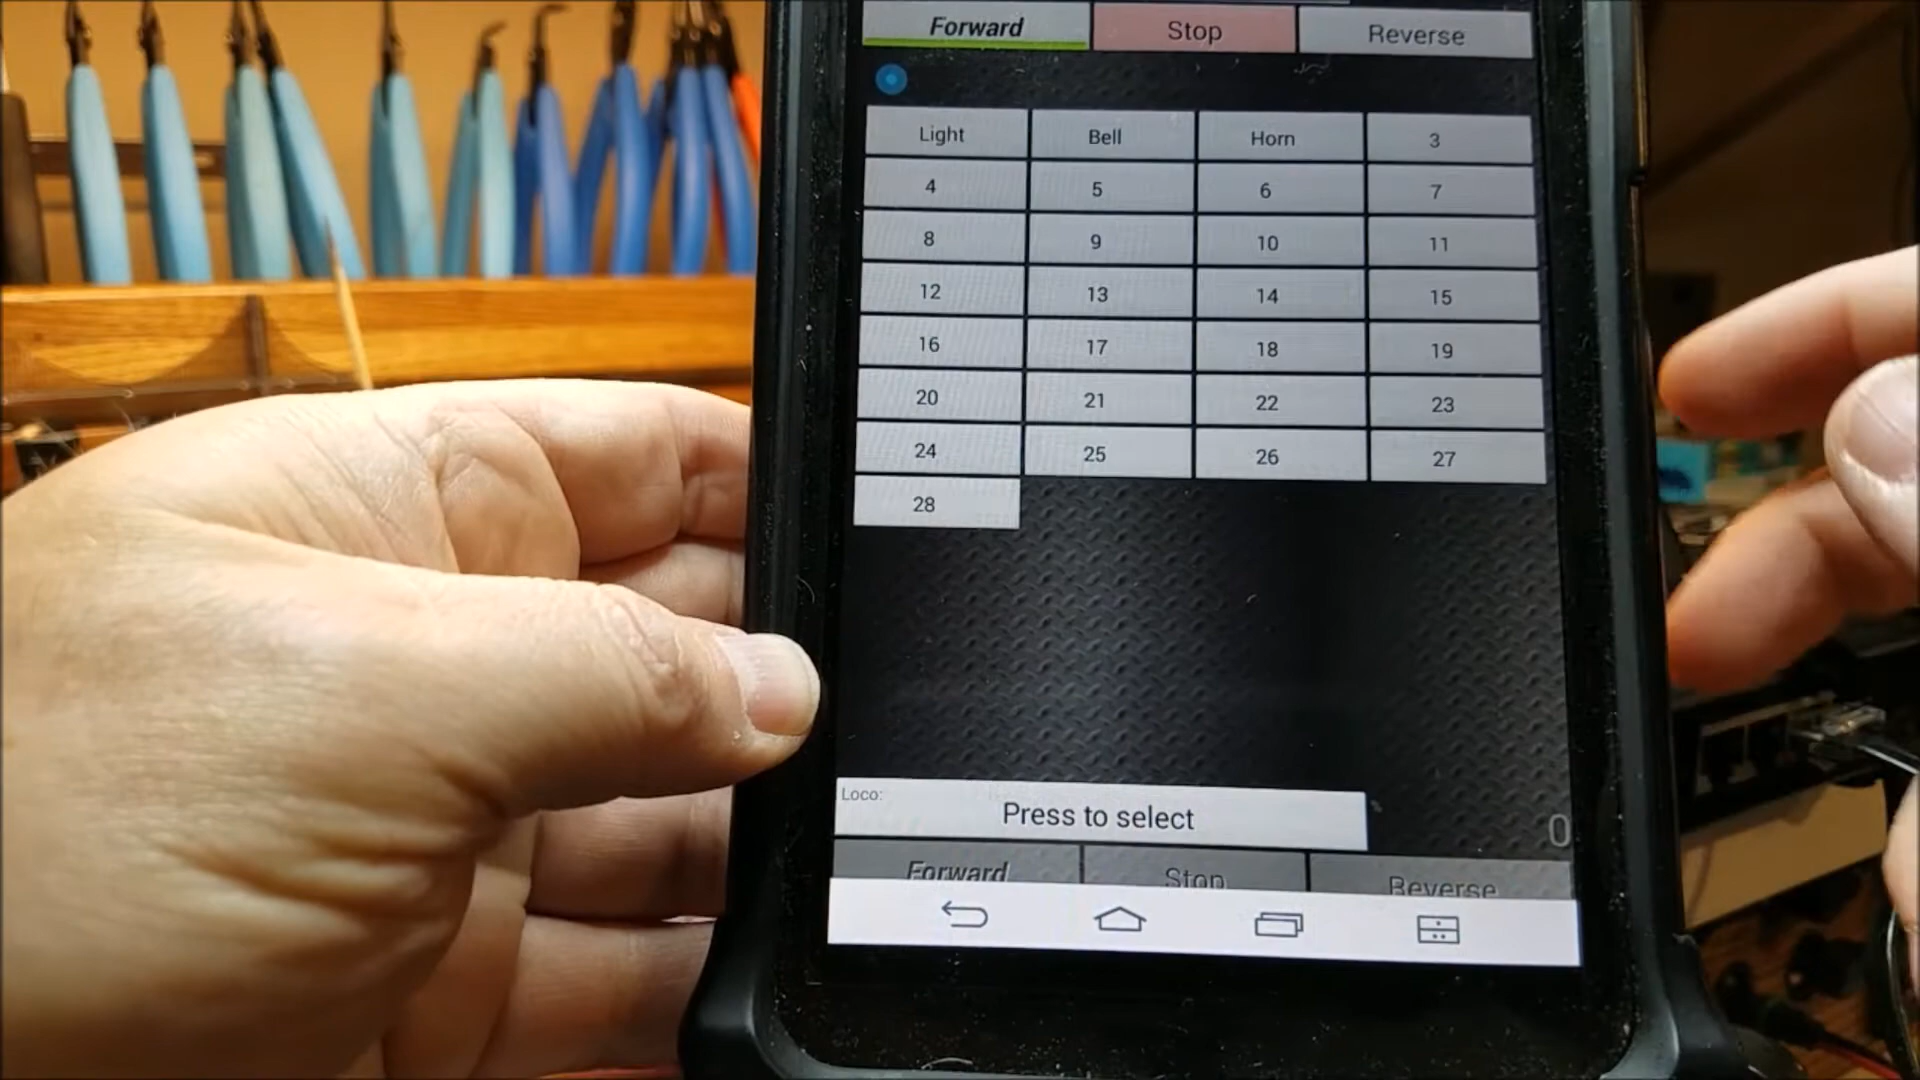 Forward Stop Reverse
Light Bell Horn 3
4 5 6 7
8 9 10 11
12 13 14 15
16 17 18 19
20 21 22 23
24 25 26 27
28
Loco:
Press to select
0
Forward Stop Reverse